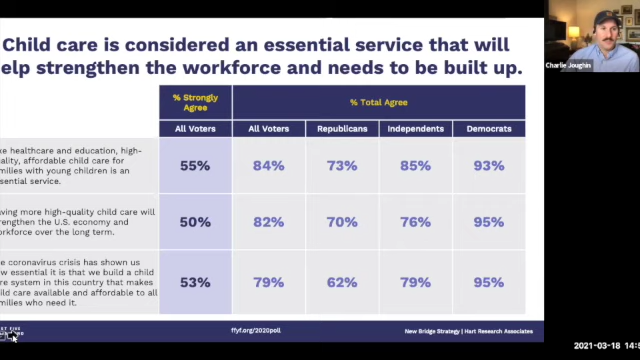 Child care is considered an essential service that will
elp strengthen the workforce and needs to be built up.
Charlie Joughin
% Strongly Agree
% Total Agree
All Voters
All Voters
Republicans
Independents
Democrats
ke healthcare and education, high-
uality, affordable child care for
amilies with young children is an
sential service.
55%
84%
73%
85%
93%
aving more high-quality child care will
rengthen the U.S. economy and
orkforce over the long term.
50%
82%
70%
76%
95%
e coronavirus crisis has shown us
ow essential it is that we build a child
re system in this country that makes
ild care available and affordable to all
milies who need it.
53%
79%
62%
79%
95%
ffyf.org/2020poll
New Bridge Strategy | Hart Research Associates
2021-03-18 14:5